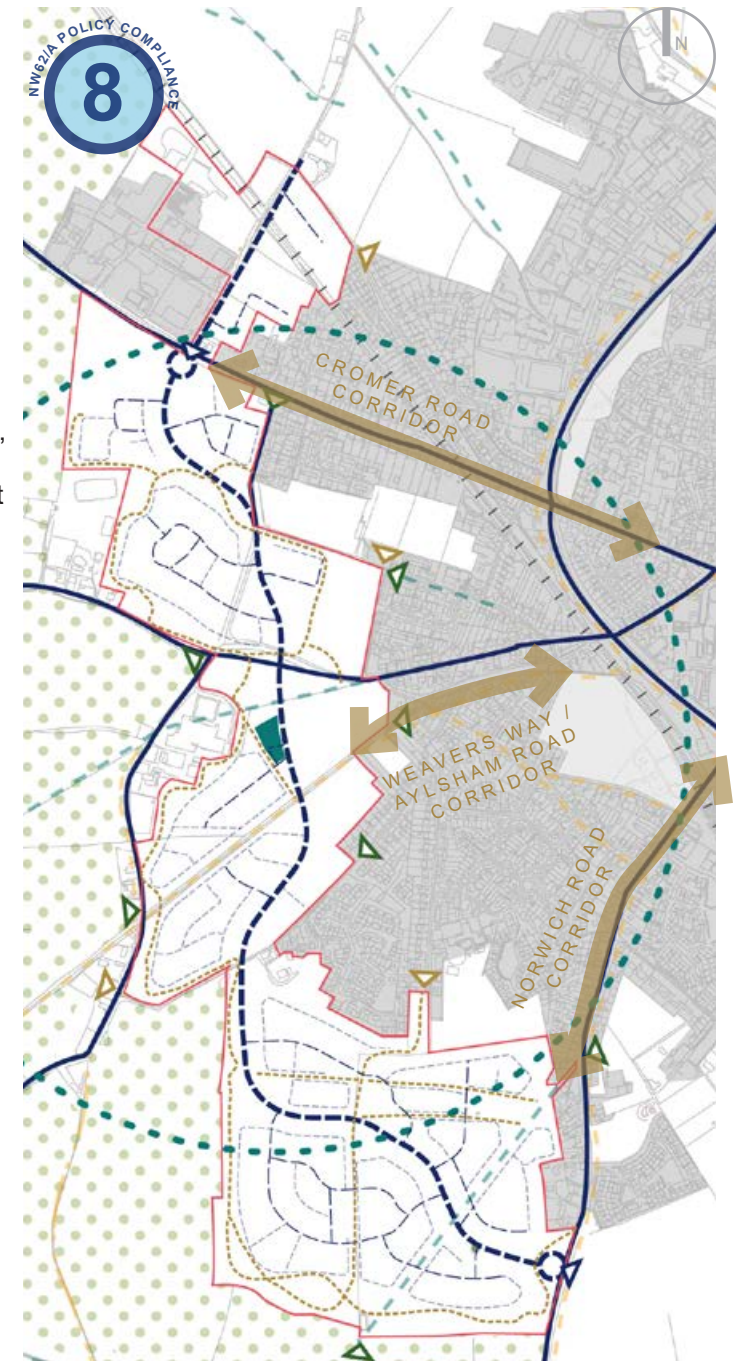 NW62/A POLICY COMPLIANCE
8
N
,
t
CROMER ROAD
CORRIDOR
WEAVERS WAY /
AYLSHAM ROAD
CORRIDOR
NORWICH ROAD
CORRIDOR